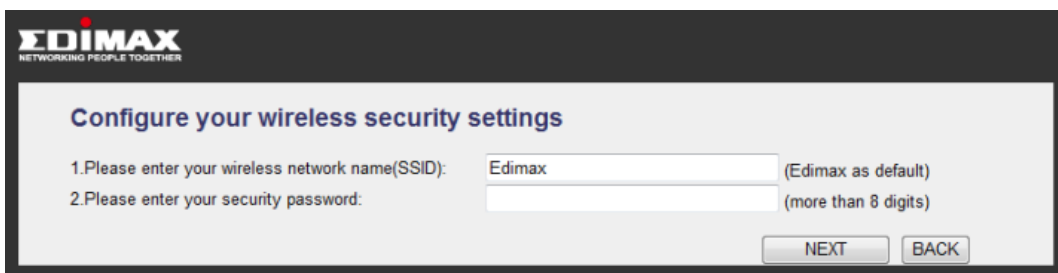 EDIMAX
NETWORKING PEOPLE TOGETHER
Configure your wireless security settings
1.Please enter your wireless network name(SSID): Edimax (Edimax as default)
2.Please enter your security password: (more than 8 digits)
NEXT BACK